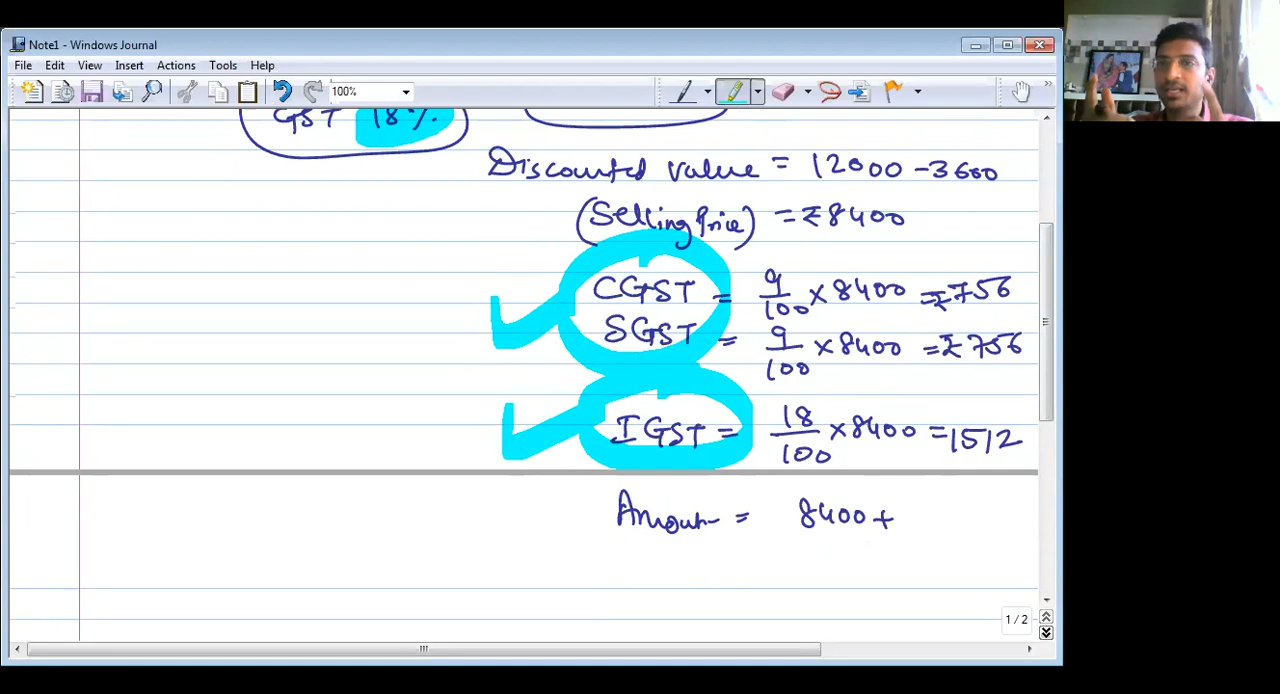 Note1 - Windows Journal
File Edit View Insert Actions Tools Help
100%
GST 18%.
Discounted value = 12000 - 3600
(Selling Price) = ₹8400
CGST = 9/100 × 8400 = ₹756
SGST = 9/100 × 8400 = ₹756
IGST = 18/100 × 8400 = 1512
Amount = 8400 +
1 / 2